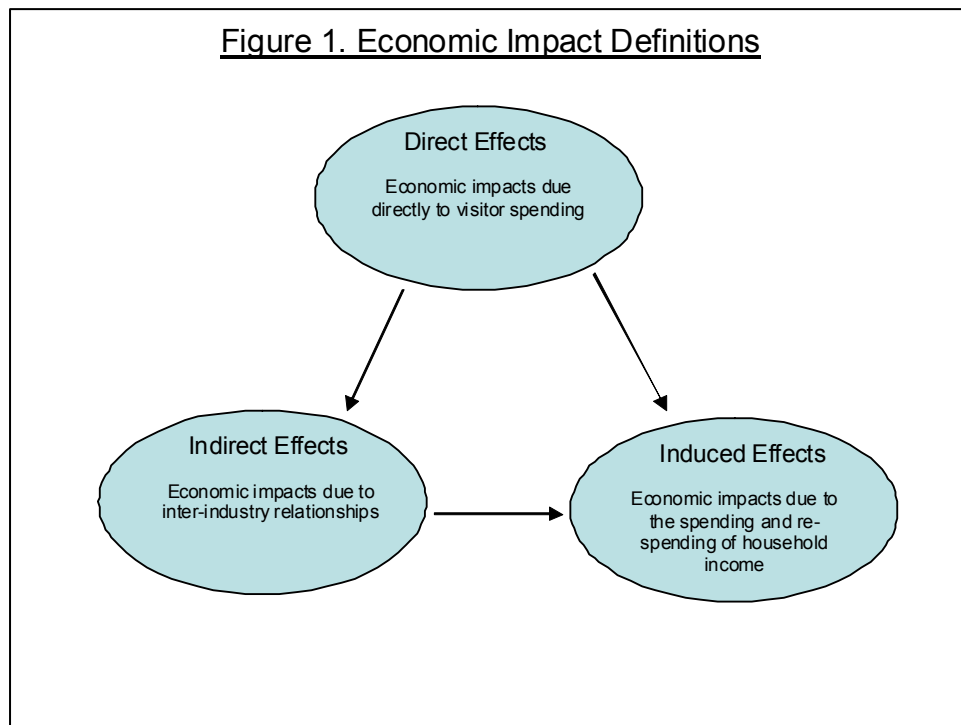 Figure 1. Economic Impact Definitions
Direct Effects
Economic impacts due
directly to visitor spending
Indirect Effects
Economic impacts due to
inter-industry relationships
Induced Effects
Economic impacts due to
the spending and re-
spending of household
income